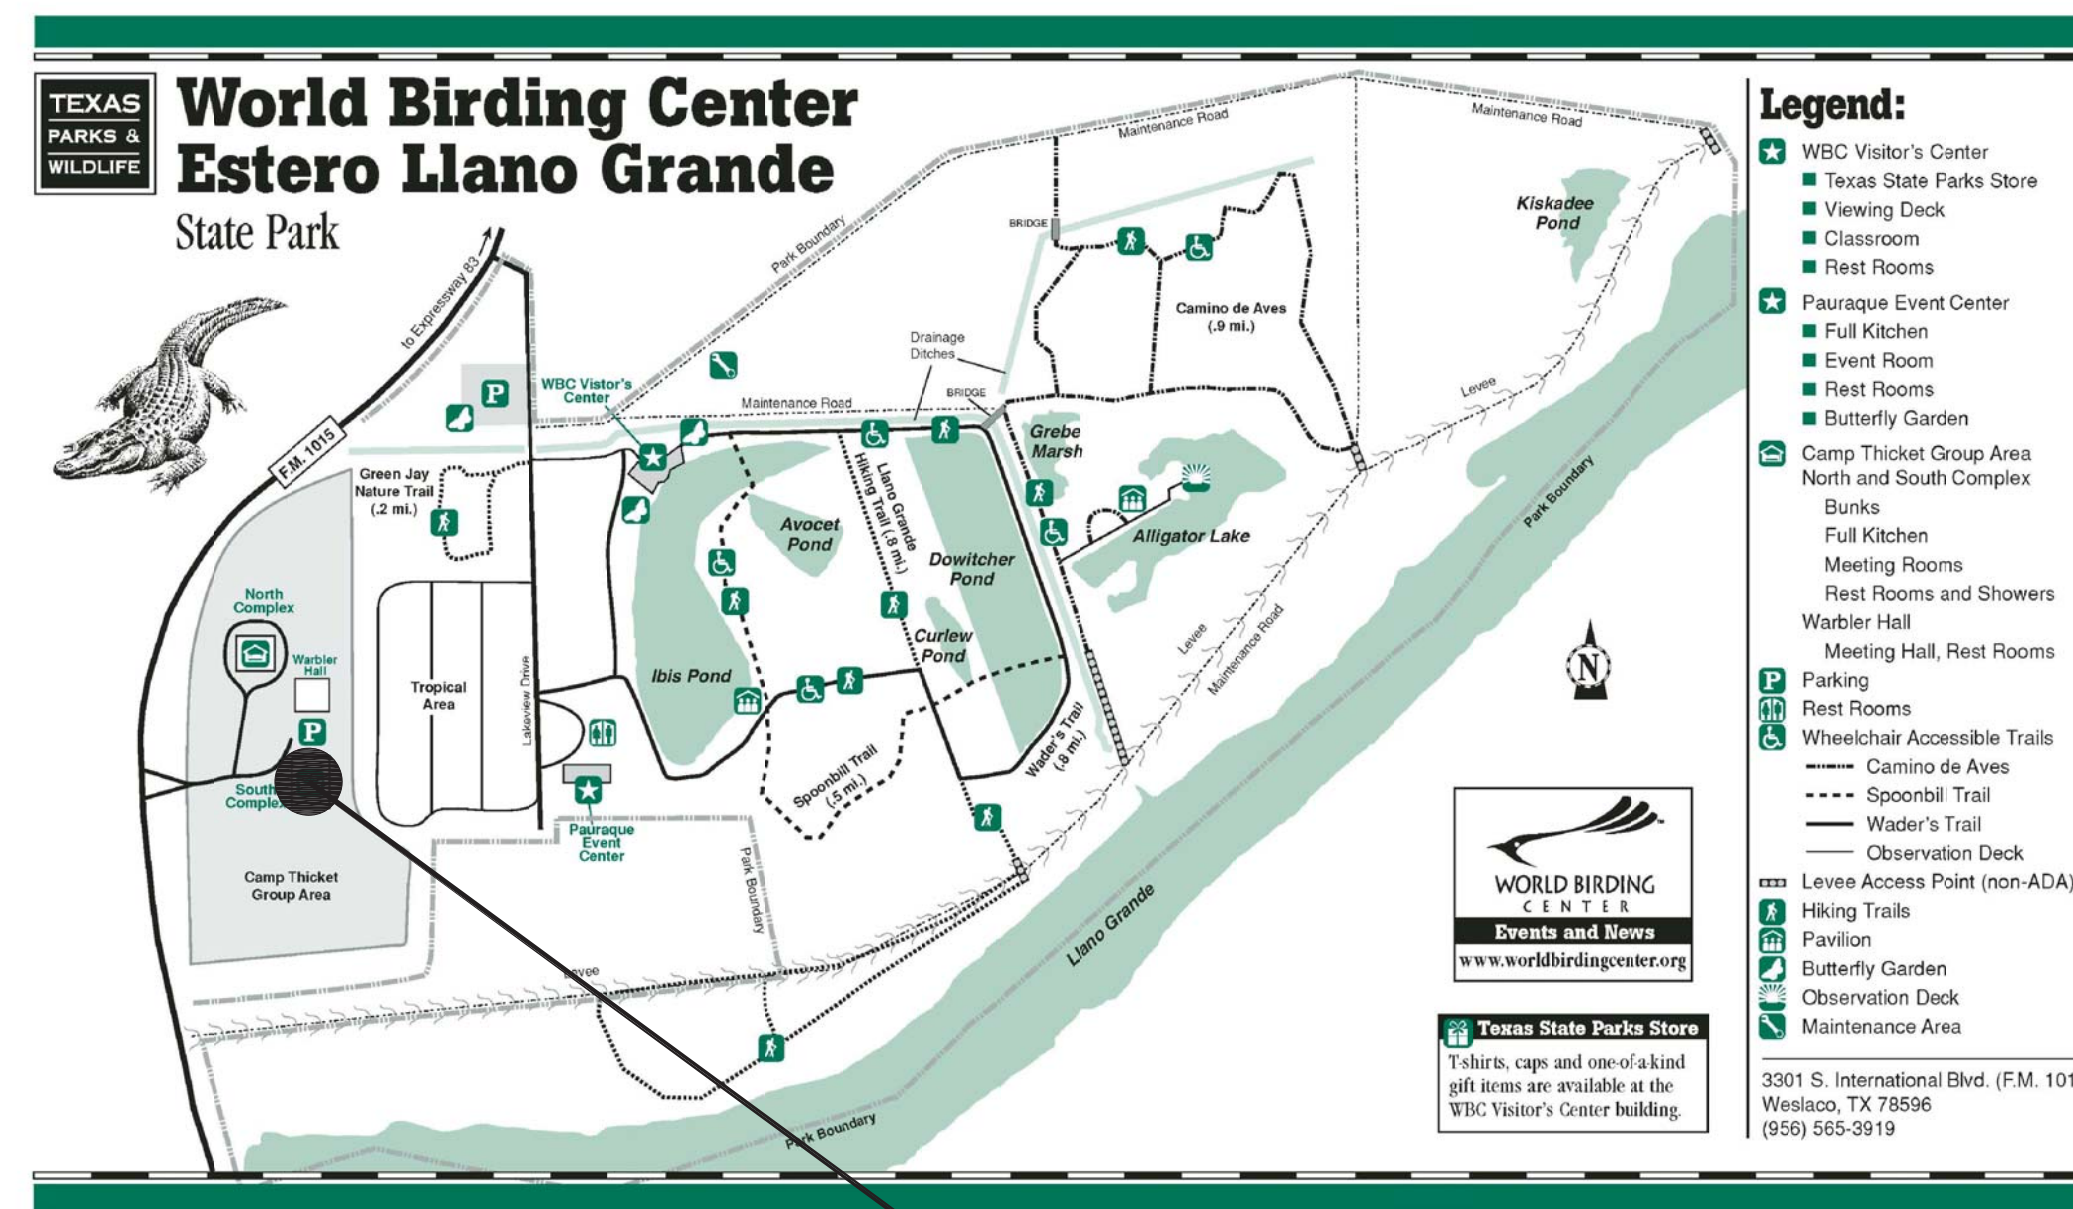 TEXAS
PARKS &
WILDLIFE
World Birding Center
Estero Llano Grande
State Park
to Expressway 83
F.M. 1015
Park Boundary
Maintenance Road
Maintenance Road
BRIDGE
Kiskadee
Pond
Camino de Aves
(.9 mi.)
Drainage
Ditches
WBC Vistor's
Center
P
Maintenance Road
BRIDGE
Levee
Grebe
Marsh
Green Jay
Nature Trail
(.2 mi.)
Avocet
Pond
Llano Grande
Hiking Trail (.8 mi.)
Dowitcher
Pond
Alligator Lake
Park Boundary
North
Complex
Warbler
Hall
P
Tropical
Area
Lakeview Drive
Ibis Pond
Curlew
Pond
Levee
Maintenance Road
N
Spoonbill Trail
(.5 mi.)
Wader's Trail
(.8 mi.)
South
Pauraque
Event
Center
Park Boundary
Camp Thicket
Group Area
Levee
Llano Grande
Park Boundary
WORLD BIRDING
CENTER
Events and News
www.worldbirdingcenter.org
Texas State Parks Store
T-shirts, caps and one-of-a-kind
gift items are available at the
WBC Visitor's Center building.
Legend:
WBC Visitor's Center
Texas State Parks Store
Viewing Deck
Classroom
Rest Rooms
Pauraque Event Center
Full Kitchen
Event Room
Rest Rooms
Butterfly Garden
Camp Thicket Group Area
North and South Complex
Bunks
Full Kitchen
Meeting Rooms
Rest Rooms and Showers
Warbler Hall
Meeting Hall, Rest Rooms
P Parking
Rest Rooms
Wheelchair Accessible Trails
Camino de Aves
Spoonbill Trail
Wader's Trail
Observation Deck
Levee Access Point (non-ADA)
Hiking Trails
Pavilion
Butterfly Garden
Observation Deck
Maintenance Area
3301 S. International Blvd. (F.M. 101
Weslaco, TX 78596
(956) 565-3919